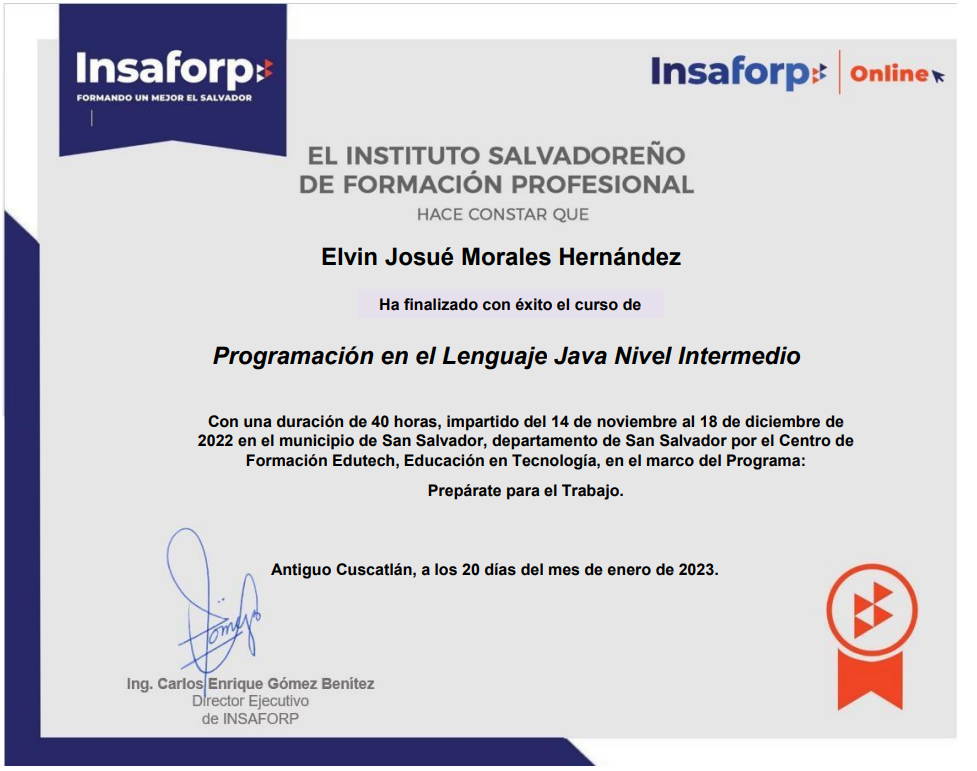 Insaforp
FORMANDO UN MEJOR EL SALVADOR
Insaforp Online
EL INSTITUTO SALVADOREÑO
DE FORMACIÓN PROFESIONAL
HACE CONSTAR QUE
Elvin Josué Morales Hernández
Ha finalizado con éxito el curso de
Programación en el Lenguaje Java Nivel Intermedio
Con una duración de 40 horas, impartido del 14 de noviembre al 18 de diciembre de
2022 en el municipio de San Salvador, departamento de San Salvador por el Centro de
Formación Edutech, Educación en Tecnología, en el marco del Programa:
Prepárate para el Trabajo.
Antiguo Cuscatlán, a los 20 días del mes de enero de 2023.
Ing. Carlos Enrique Gómez Benítez
Director Ejecutivo
de INSAFORP